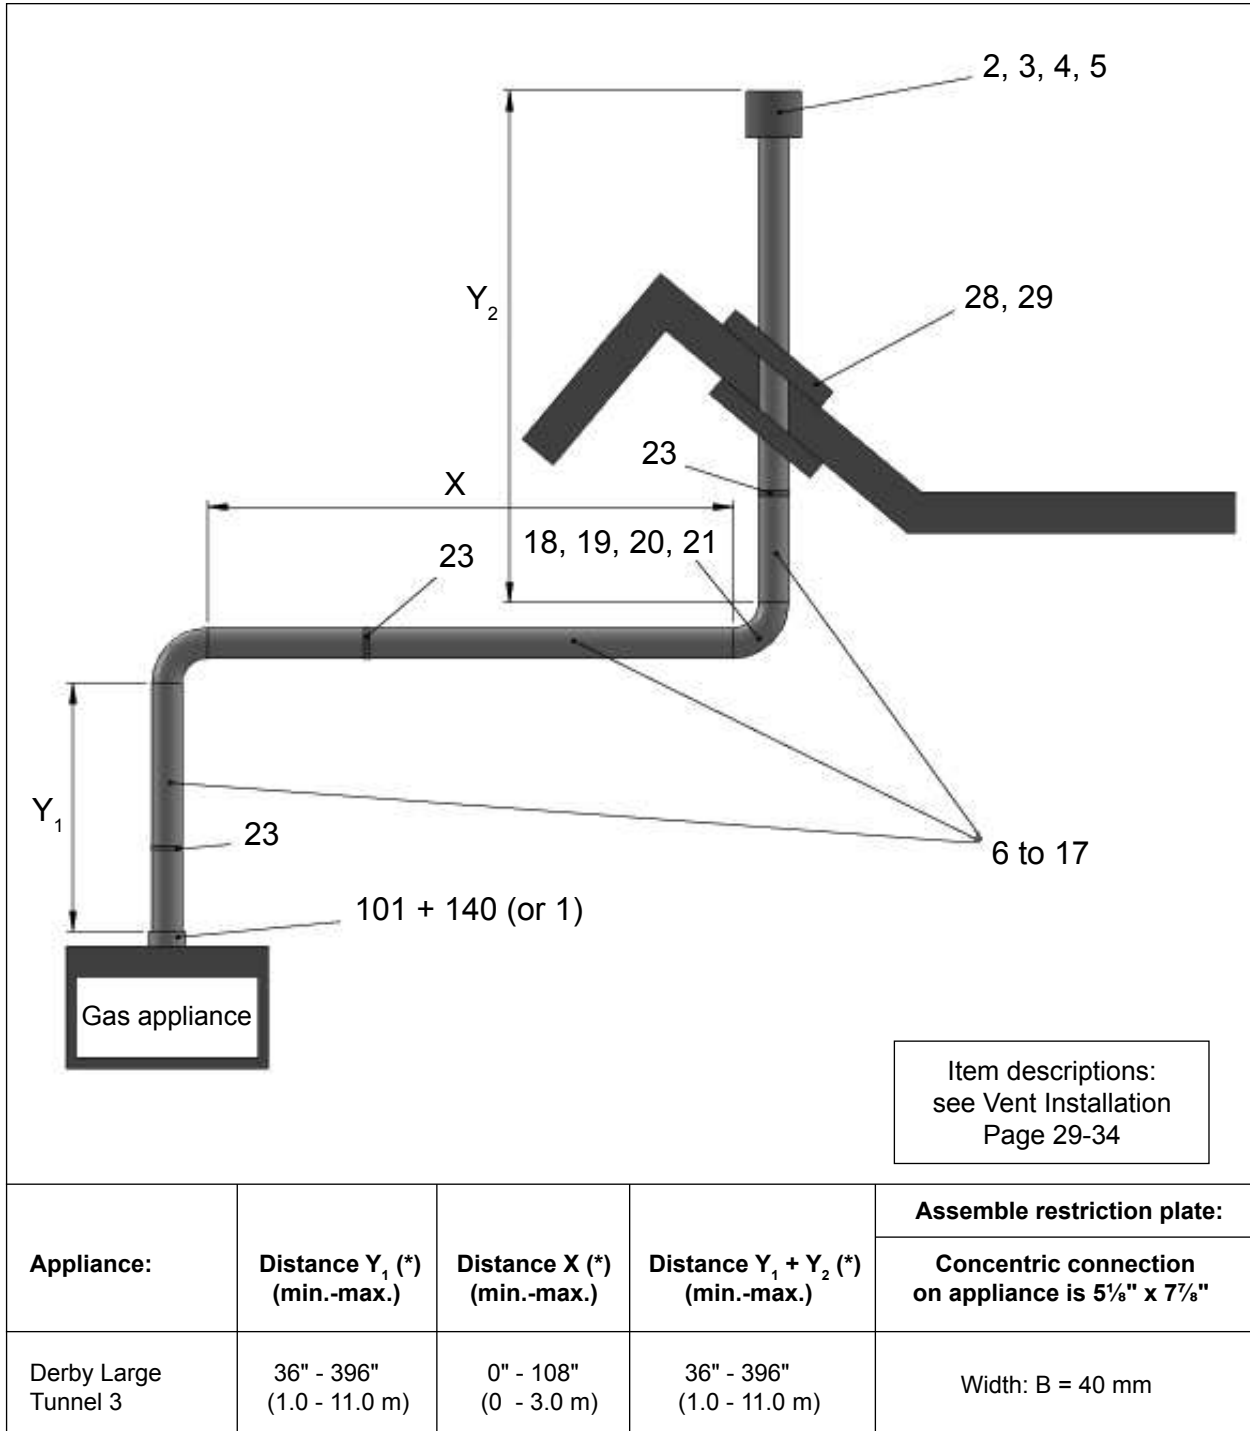 2, 3, 4, 5
Y₂
28, 29
23
X
18, 19, 20, 21
23
Y₁
23
6 to 17
101 + 140 (or 1)
Gas appliance
Item descriptions:
see Vent Installation
Page 29-34
Appliance:
Distance Y₁ (*)
(min.-max.)
Distance X (*)
(min.-max.)
Distance Y₁ + Y₂ (*)
(min.-max.)
Assemble restriction plate:
Concentric connection
on appliance is 5⅛" x 7⅞"
Derby Large
Tunnel 3
36" - 396"
(1.0 - 11.0 m)
0" - 108"
(0 - 3.0 m)
36" - 396"
(1.0 - 11.0 m)
Width: B = 40 mm